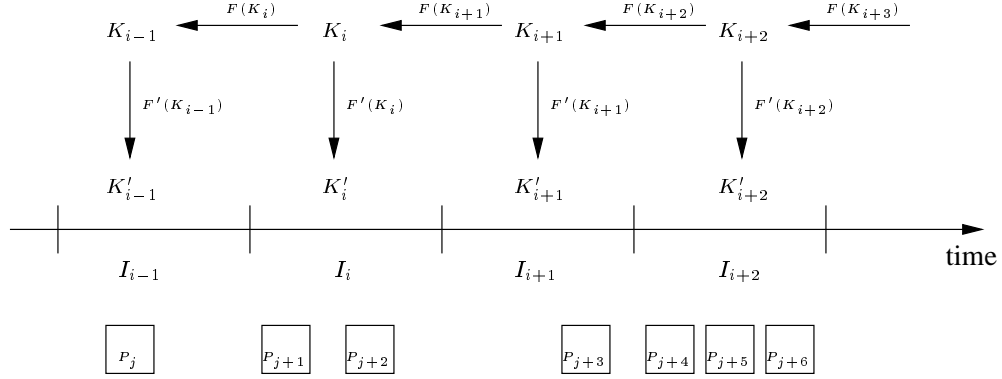 F(K_i) F(K_{i+1}) F(K_{i+2}) F(K_{i+3})
K_{i-1} K_i K_{i+1} K_{i+2}
F'(K_{i-1}) F'(K_i) F'(K_{i+1}) F'(K_{i+2})
K'_{i-1} K'_i K'_{i+1} K'_{i+2}
time
I_{i-1} I_i I_{i+1} I_{i+2}
P_j P_{j+1} P_{j+2} P_{j+3} P_{j+4} P_{j+5} P_{j+6}